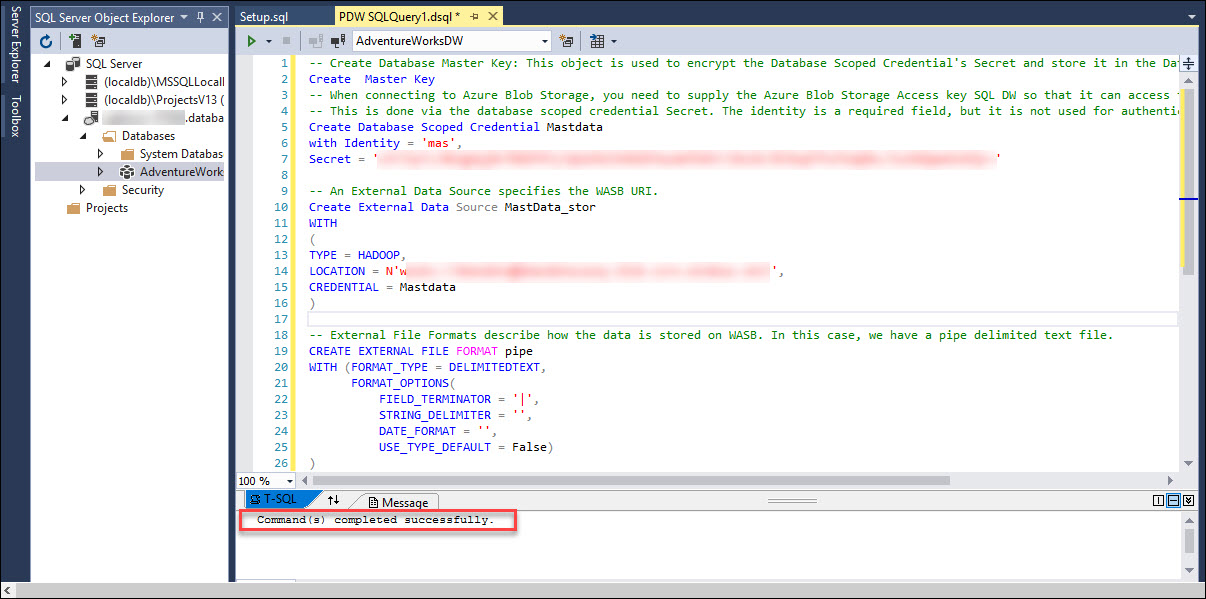 Server Explorer
Toolbox
SQL Server Object Explorer
SQL Server
(localdb)\MSSQLLocall
(localdb)\ProjectsV13 (
.databa
Databases
System Databas
AdventureWork
Security
Projects
Setup.sql
PDW SQLQuery1.dsql *
AdventureWorksDW
1 -- Create Database Master Key: This object is used to encrypt the Database Scoped Credential's Secret and store it in the Da
2 Create  Master Key
3 -- When connecting to Azure Blob Storage, you need to supply the Azure Blob Storage Access key SQL DW so that it can access
4 -- This is done via the database scoped credential Secret. The identity is a required field, but it is not used for authenti
5 Create Database Scoped Credential Mastdata
6 with Identity = 'mas',
7 Secret = ' '
8
9 -- An External Data Source specifies the WASB URI.
10 Create External Data Source MastData_stor
11 WITH
12 (
13 TYPE = HADOOP,
14 LOCATION = N'w ',
15 CREDENTIAL = Mastdata
16 )
17
18 -- External File Formats describe how the data is stored on WASB. In this case, we have a pipe delimited text file.
19 CREATE EXTERNAL FILE FORMAT pipe
20 WITH (FORMAT_TYPE = DELIMITEDTEXT,
21 FORMAT_OPTIONS(
22 FIELD_TERMINATOR = '|',
23 STRING_DELIMITER = '',
24 DATE_FORMAT = '',
25 USE_TYPE_DEFAULT = False)
26 )
100 %
T-SQL
Message
Command(s) completed successfully.